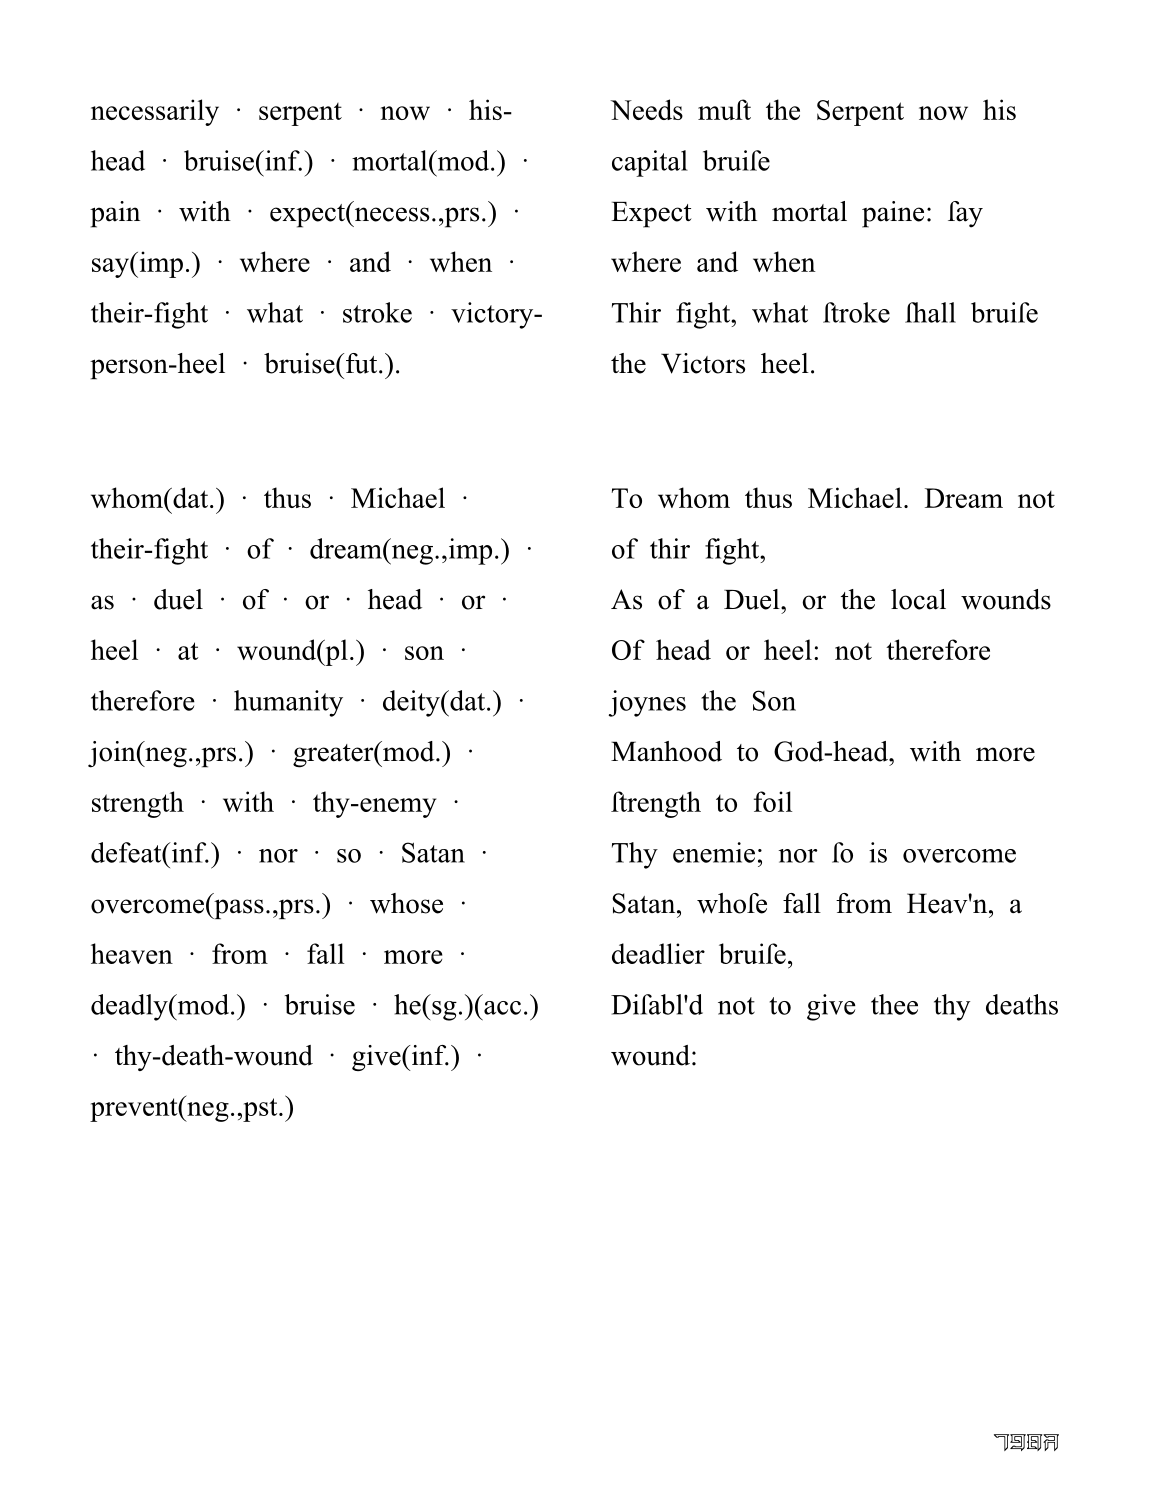 necessarily · serpent · now · his-
head · bruise(inf.) · mortal(mod.) ·
pain · with · expect(necess.,prs.) ·
say(imp.) · where · and · when ·
their-fight · what · stroke · victory-
person-heel · bruise(fut.).
whom(dat.) · thus · Michael ·
their-fight · of · dream(neg.,imp.) ·
as · duel · of · or · head · or ·
heel · at · wound(pl.) · son ·
therefore · humanity · deity(dat.) ·
join(neg.,prs.) · greater(mod.) ·
strength · with · thy-enemy ·
defeat(inf.) · nor · so · Satan ·
overcome(pass.,prs.) · whose ·
heaven · from · fall · more ·
deadly(mod.) · bruise · he(sg.)(acc.)
· thy-death-wound · give(inf.) ·
prevent(neg.,pst.)
Needs muſt the Serpent now his
capital bruiſe
Expect with mortal paine: ſay
where and when
Thir fight, what ſtroke ſhall bruiſe
the Victors heel.
To whom thus Michael. Dream not
of thir fight,
As of a Duel, or the local wounds
Of head or heel: not therefore
joynes the Son
Manhood to God-head, with more
ſtrength to foil
Thy enemie; nor ſo is overcome
Satan, whoſe fall from Heav'n, a
deadlier bruiſe,
Diſabl'd not to give thee thy deaths
wound: